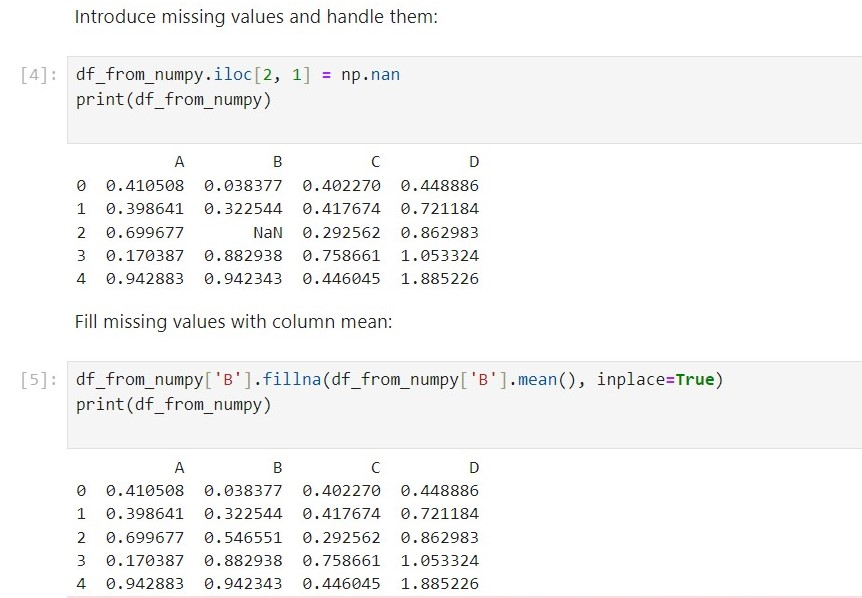 Introduce missing values and handle them:
[4]: df_from_numpy.iloc[2, 1] = np.nan
print(df_from_numpy)
A B C D
0 0.410508 0.038377 0.402270 0.448886
1 0.398641 0.322544 0.417674 0.721184
2 0.699677 NaN 0.292562 0.862983
3 0.170387 0.882938 0.758661 1.053324
4 0.942883 0.942343 0.446045 1.885226
Fill missing values with column mean:
[5]: df_from_numpy['B'].fillna(df_from_numpy['B'].mean(), inplace=True)
print(df_from_numpy)
A B C D
0 0.410508 0.038377 0.402270 0.448886
1 0.398641 0.322544 0.417674 0.721184
2 0.699677 0.546551 0.292562 0.862983
3 0.170387 0.882938 0.758661 1.053324
4 0.942883 0.942343 0.446045 1.885226